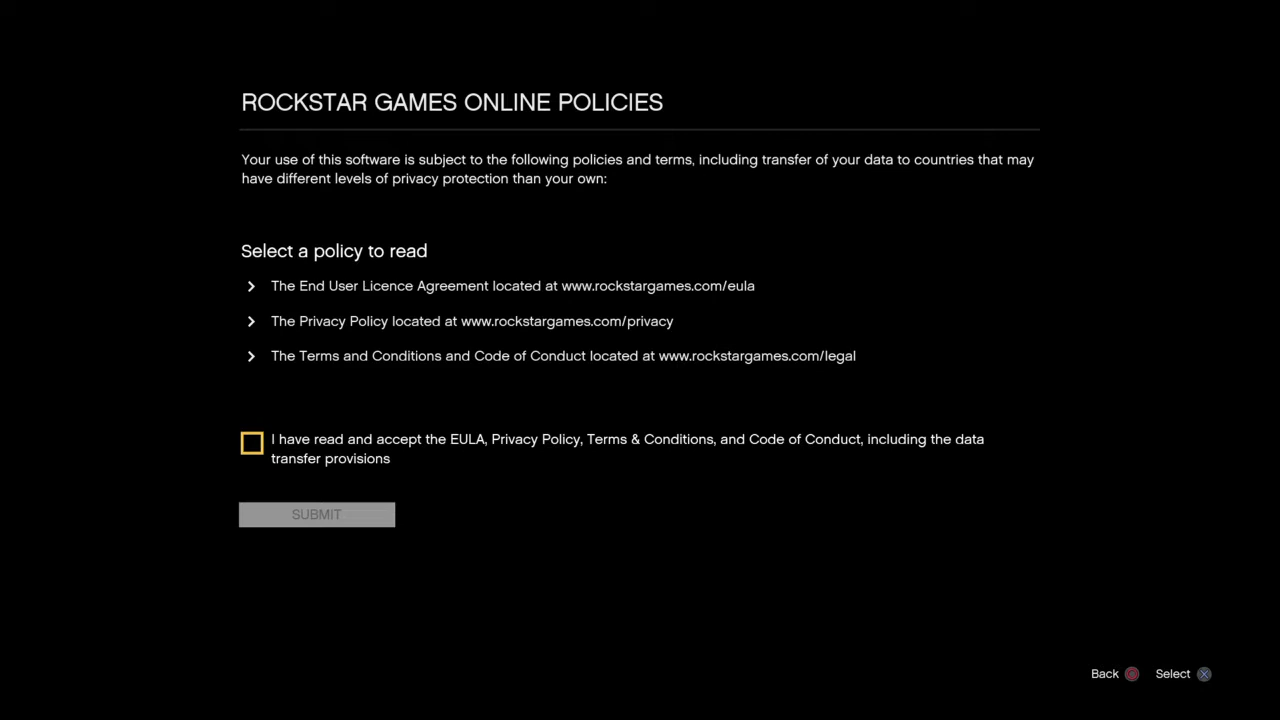 ROCKSTAR GAMES ONLINE POLICIES
Your use of this software is subject to the following policies and terms, including transfer of your data to countries that may
have different levels of privacy protection than your own:
Select a policy to read
The End User Licence Agreement located at www.rockstargames.com/eula
The Privacy Policy located at www.rockstargames.com/privacy
The Terms and Conditions and Code of Conduct located at www.rockstargames.com/legal
I have read and accept the EULA, Privacy Policy, Terms & Conditions, and Code of Conduct, including the data
transfer provisions
SUBMIT
Back Select